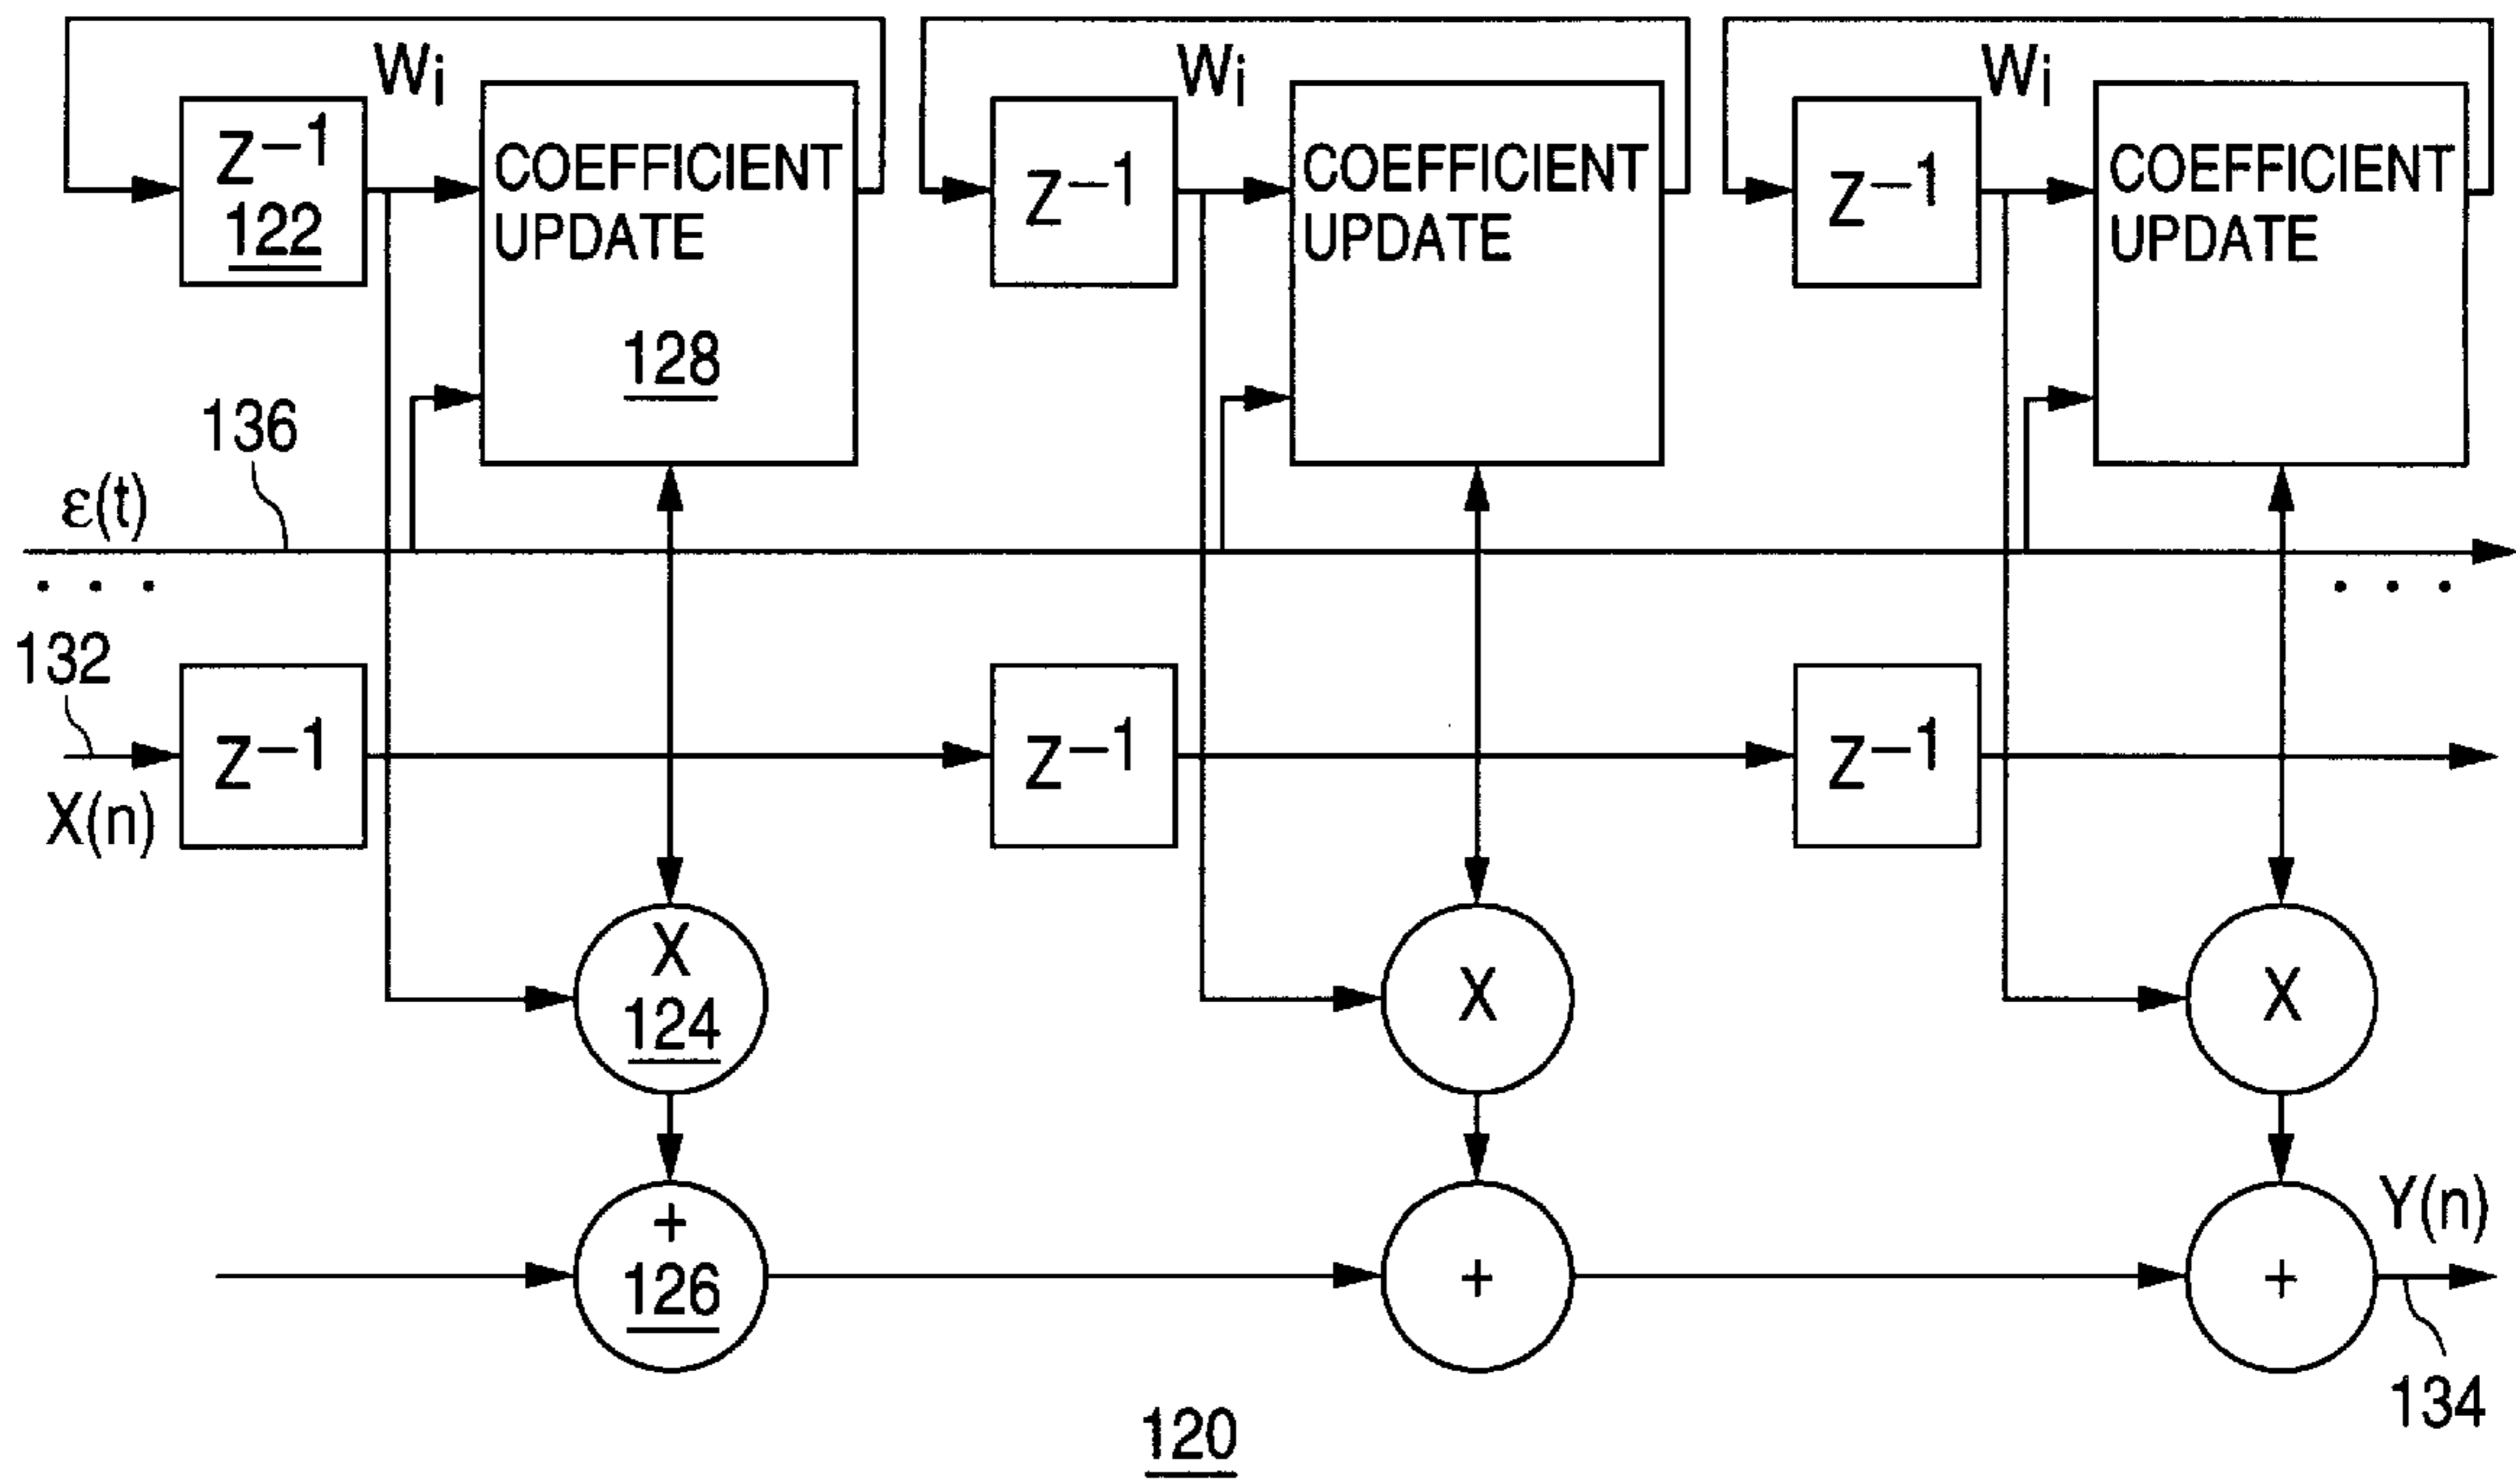 Wi
Wi
Wi
Z−1
122
COEFFICIENT
UPDATE
128
Z−1
COEFFICIENT
UPDATE
Z−1
COEFFICIENT
UPDATE
136
ε(t)
. . .
. . .
132
X(n)
Z−1
Z−1
Z−1
X
124
X
X
+
126
+
+
Y(n)
134
120